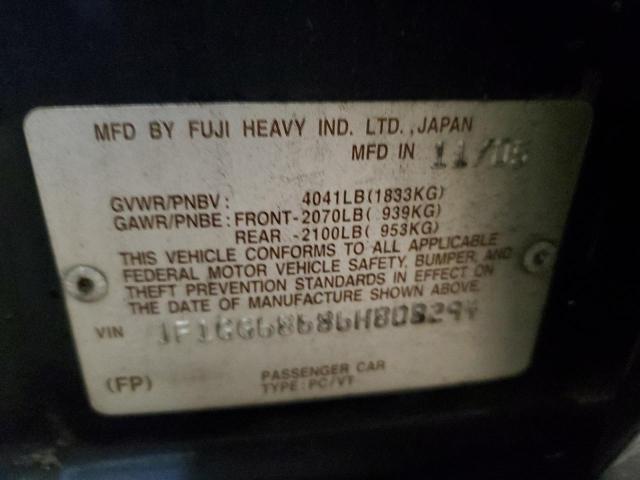 MFD BY FUJI HEAVY IND. LTD.,JAPAN
MFD IN 11/05
GVWR/PNBV: 4041LB(1833KG)
GAWR/PNBE:FRONT-2070LB( 939KG)
REAR -2100LB( 953KG)
THIS VEHICLE CONFORMS TO ALL APPLICABLE
FEDERAL MOTOR VEHICLE SAFETY, BUMPER, AND
THEFT PREVENTION STANDARDS IN EFFECT ON
THE DATE OF MANUFACTURE SHOWN ABOVE.
VIN
(FP) PASSENGER CAR
TYPE:PC/VT